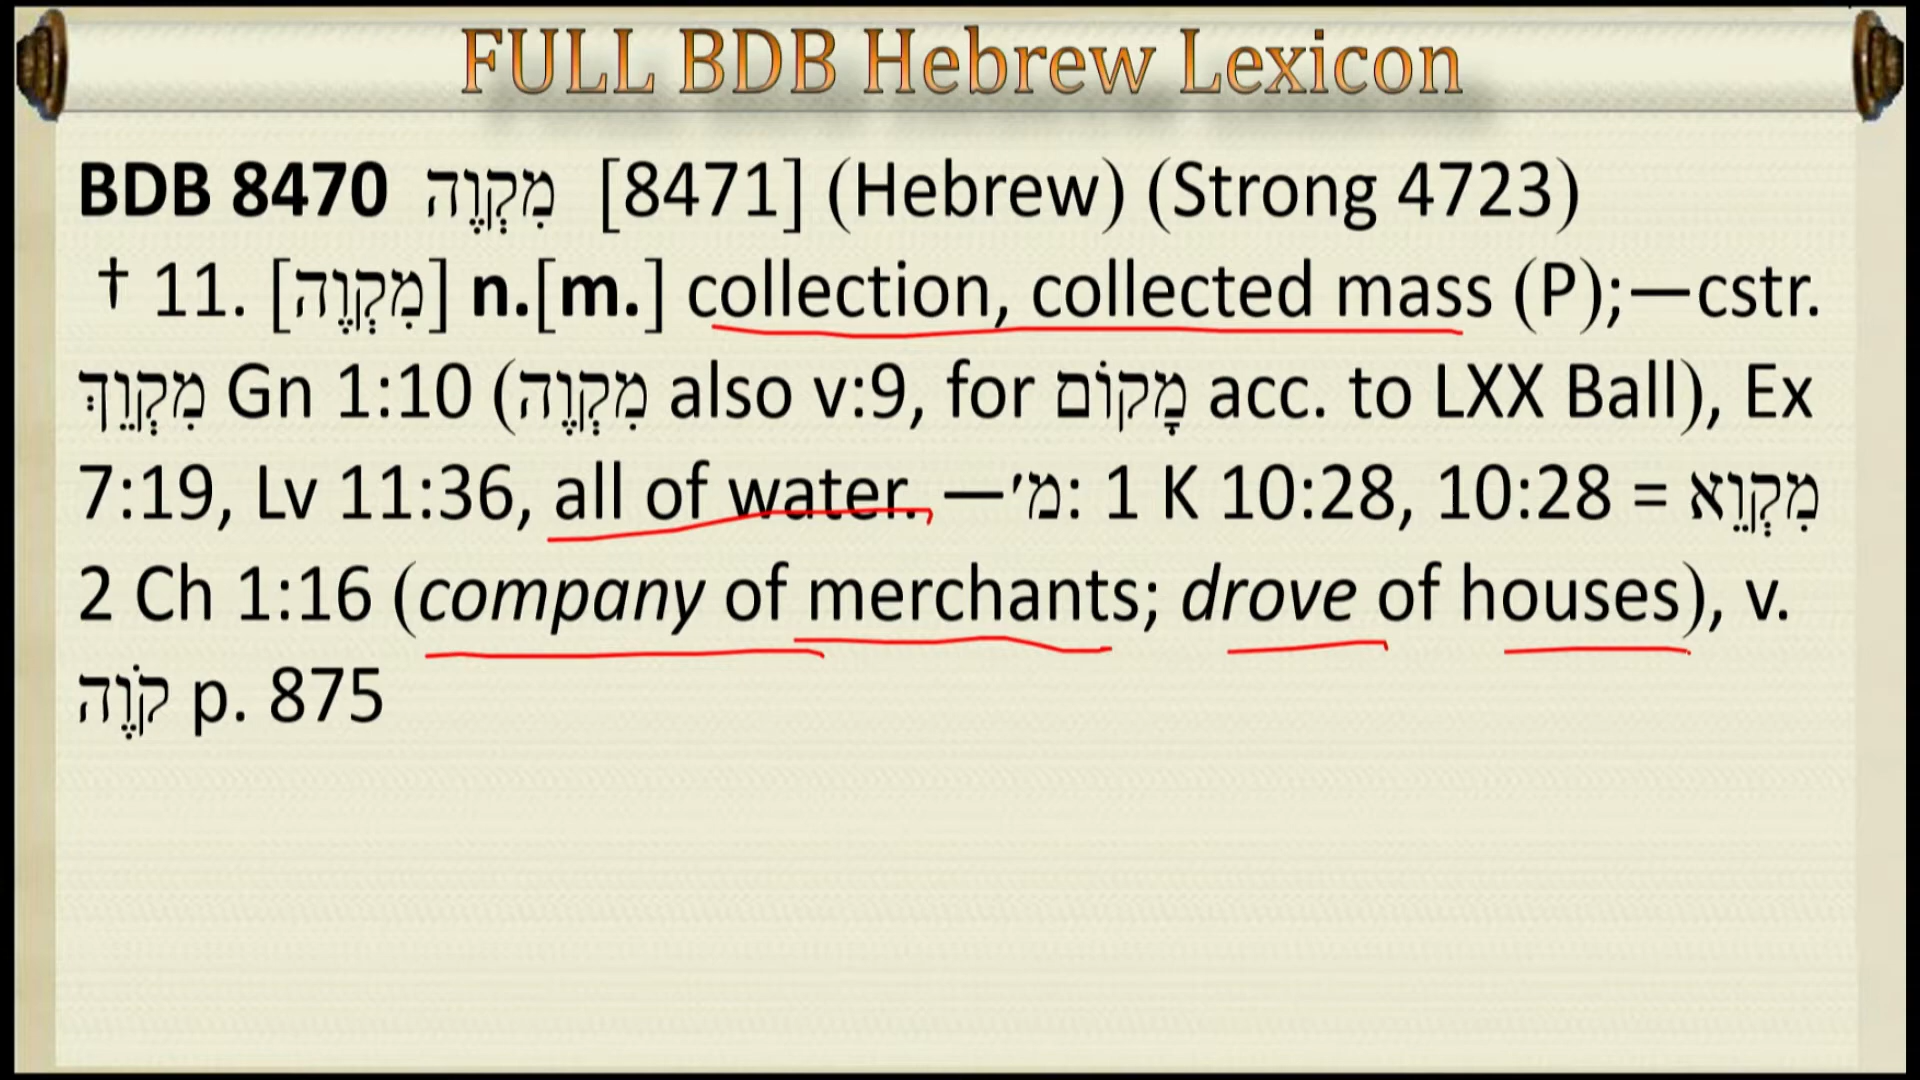 FULL BDB Hebrew Lexicon
BDB 8470 מִקְוֶה [8471] (Hebrew) (Strong 4723)
† 11. [מִקְוֶה] n.[m.] collection, collected mass (P);—cstr.
מִקְוֵךְ Gn 1:10 (מִקְוֶה also v:9, for מָקוֹם acc. to LXX Ball), Ex
7:19, Lv 11:36, all of water. —מ׳: 1 K 10:28, 10:28 = מִקְוֵא
2 Ch 1:16 (company of merchants; drove of houses), v.
קֹוֶה p. 875